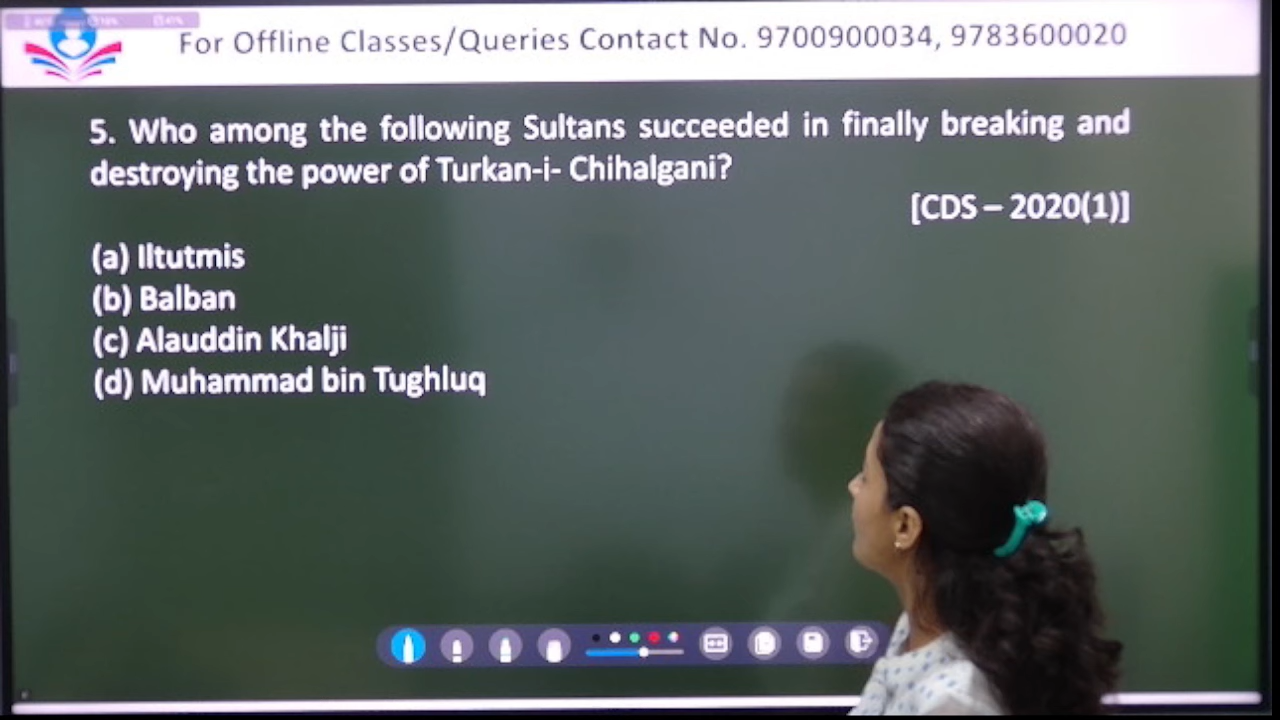 For Offline Classes/Queries Contact No. 9700900034, 9783600020
5. Who among the following Sultans succeeded in finally breaking and
destroying the power of Turkan-i- Chihalgani?
[CDS – 2020(1)]
(a) Iltutmis
(b) Balban
(c) Alauddin Khalji
(d) Muhammad bin Tughluq